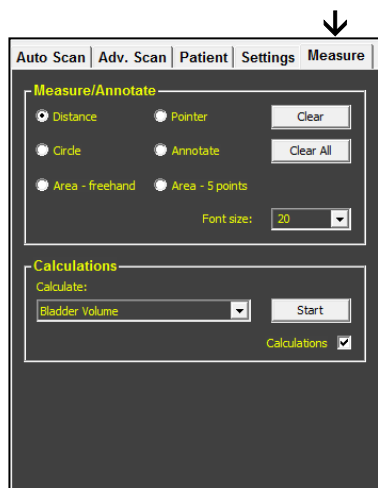 Auto Scan Adv. Scan Patient Settings Measure
Measure/Annotate
Distance Pointer Clear
Circle Annotate Clear All
Area - freehand Area - 5 points
Font size: 20
Calculations
Calculate:
Bladder Volume Start
Calculations